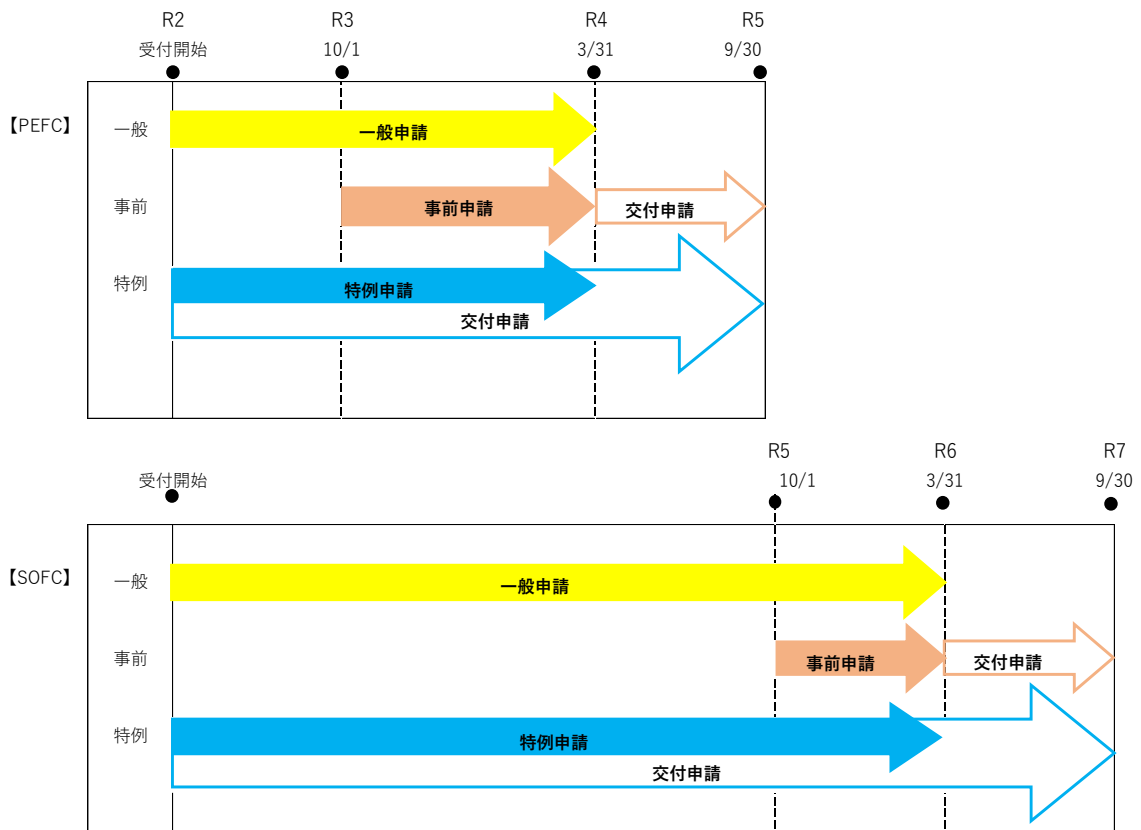 R2 R3 R4 R5
受付開始 10/1 3/31 9/30
【PEFC】 一般 一般申請
事前 事前申請 交付申請
特例 特例申請
交付申請
R5 R6 R7
受付開始 10/1 3/31 9/30
【SOFC】 一般 一般申請
事前 事前申請 交付申請
特例 特例申請
交付申請